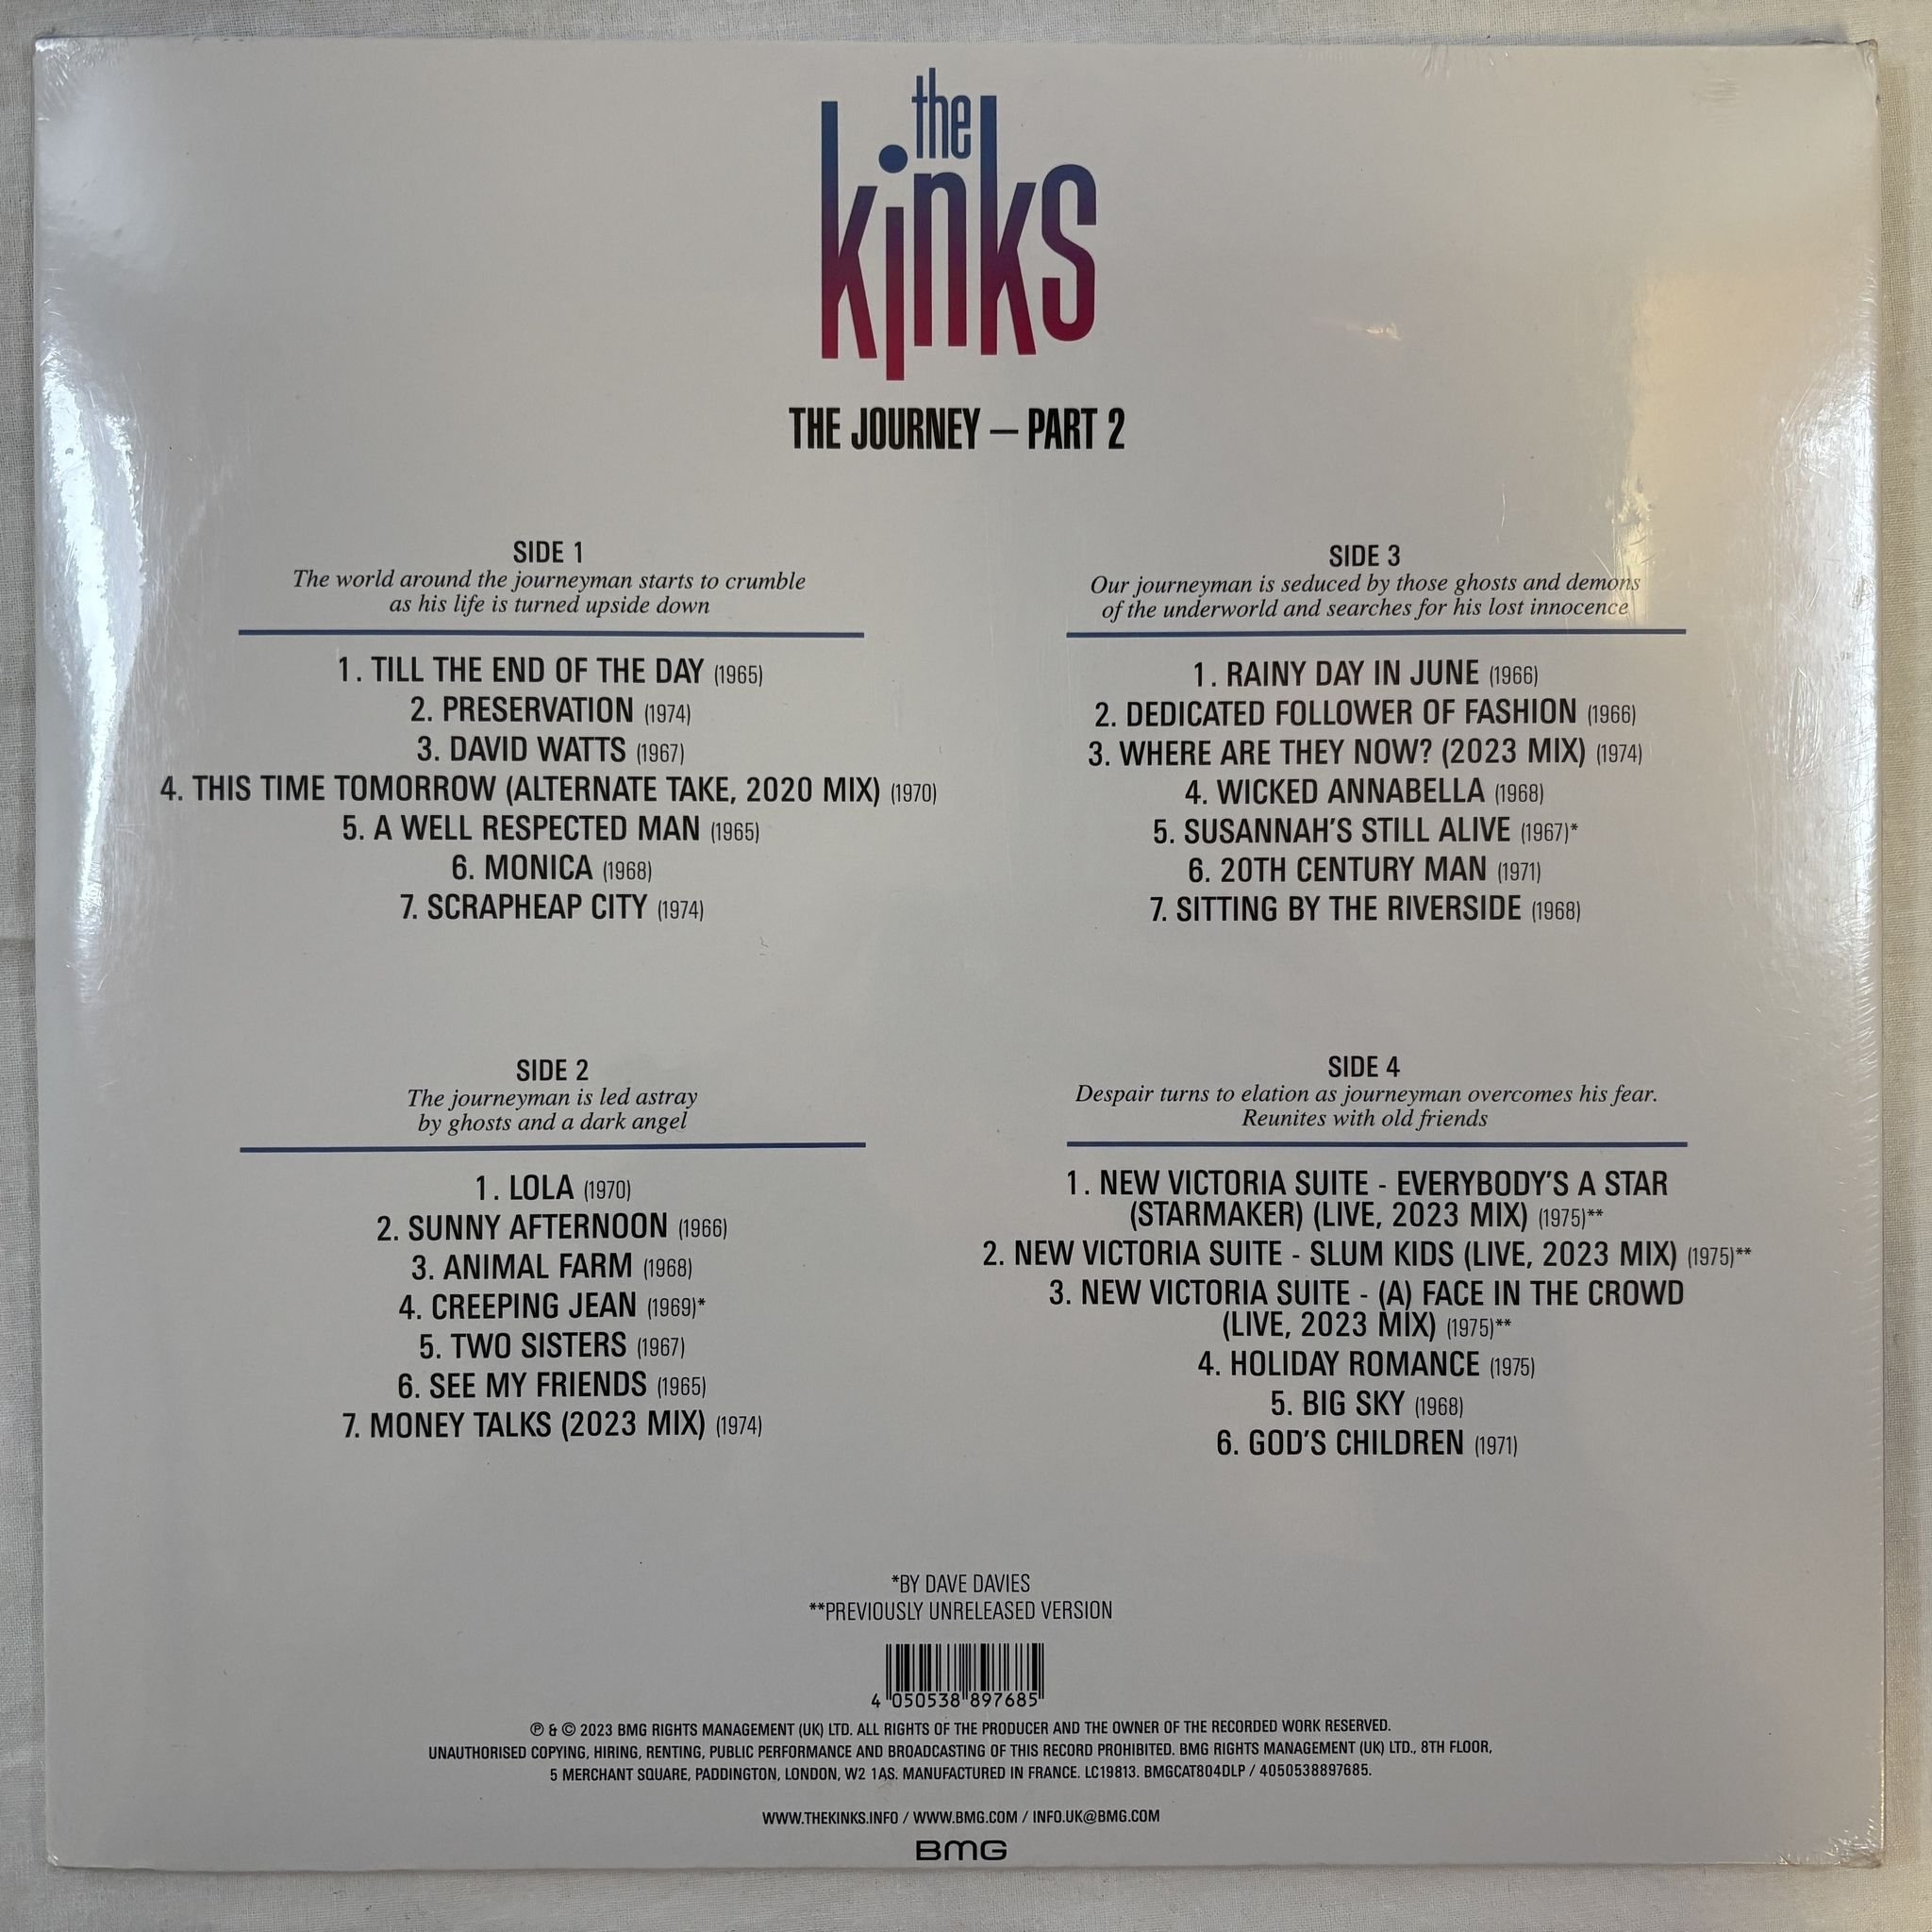 the
kinks
THE JOURNEY – PART 2
SIDE 1
The world around the journeyman starts to crumble
as his life is turned upside down
1. TILL THE END OF THE DAY (1965)
2. PRESERVATION (1974)
3. DAVID WATTS (1967)
4. THIS TIME TOMORROW (ALTERNATE TAKE, 2020 MIX) (1970)
5. A WELL RESPECTED MAN (1965)
6. MONICA (1968)
7. SCRAPHEAP CITY (1974)
SIDE 2
The journeyman is led astray
by ghosts and a dark angel
1. LOLA (1970)
2. SUNNY AFTERNOON (1966)
3. ANIMAL FARM (1968)
4. CREEPING JEAN (1969)*
5. TWO SISTERS (1967)
6. SEE MY FRIENDS (1965)
7. MONEY TALKS (2023 MIX) (1974)
SIDE 3
Our journeyman is seduced by those ghosts and demons
of the underworld and searches for his lost innocence
1. RAINY DAY IN JUNE (1966)
2. DEDICATED FOLLOWER OF FASHION (1966)
3. WHERE ARE THEY NOW? (2023 MIX) (1974)
4. WICKED ANNABELLA (1968)
5. SUSANNAH'S STILL ALIVE (1967)*
6. 20TH CENTURY MAN (1971)
7. SITTING BY THE RIVERSIDE (1968)
SIDE 4
Despair turns to elation as journeyman overcomes his fear.
Reunites with old friends
1. NEW VICTORIA SUITE - EVERYBODY'S A STAR
(STARMAKER) (LIVE, 2023 MIX) (1975)**
2. NEW VICTORIA SUITE - SLUM KIDS (LIVE, 2023 MIX) (1975)**
3. NEW VICTORIA SUITE - (A) FACE IN THE CROWD
(LIVE, 2023 MIX) (1975)**
4. HOLIDAY ROMANCE (1975)
5. BIG SKY (1968)
6. GOD'S CHILDREN (1971)
*BY DAVE DAVIES
**PREVIOUSLY UNRELEASED VERSION
4 050538 897685
℗ & © 2023 BMG RIGHTS MANAGEMENT (UK) LTD. ALL RIGHTS OF THE PRODUCER AND THE OWNER OF THE RECORDED WORK RESERVED.
UNAUTHORISED COPYING, HIRING, RENTING, PUBLIC PERFORMANCE AND BROADCASTING OF THIS RECORD PROHIBITED. BMG RIGHTS MANAGEMENT (UK) LTD., 8TH FLOOR,
5 MERCHANT SQUARE, PADDINGTON, LONDON, W2 1AS. MANUFACTURED IN FRANCE. LC19813. BMGCAT804DLP / 4050538897685.
WWW.THEKINKS.INFO / WWW.BMG.COM / INFO.UK@BMG.COM
BMG